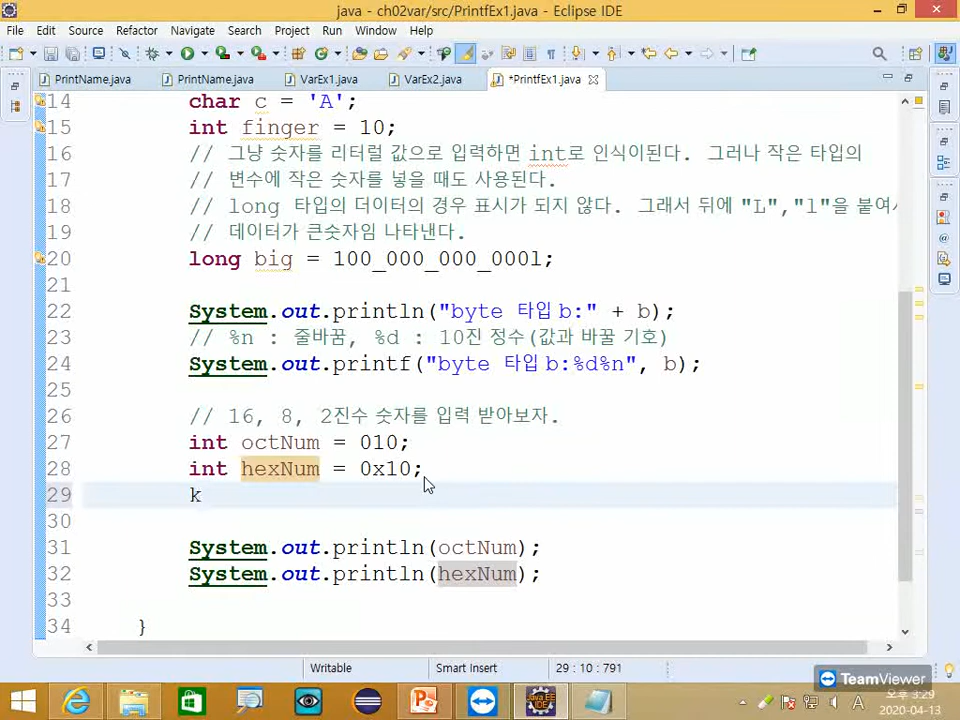 java - ch02var/src/PrintfEx1.java - Eclipse IDE
File Edit Source Refactor Navigate Search Project Run Window Help
PrintName.java PrintName.java VarEx1.java VarEx2.java *PrintfEx1.java
14 char c = 'A';
15 int finger = 10;
16 // 그냥 숫자를 리터럴 값으로 입력하면 int로 인식이된다. 그러나 작은 타입의
17 // 변수에 작은 숫자를 넣을 때도 사용된다.
18 // long 타입의 더이터의 경우 표시가 되지 않다. 그래서 뒤에 "L","l"을 붙여서
19 // 데이터가 큰숫자임 나타낸다.
20 long big = 100_000_000_000l;
21
22 System.out.println("byte 타입 b:" + b);
23 // %n : 줄바꿈, %d : 10진 정수(값과 바꿀 기호)
24 System.out.printf("byte 타입 b:%d%n", b);
25
26 // 16, 8, 2진수 숫자를 입력 받아보자.
27 int octNum = 010;
28 int hexNum = 0x10;
29 k
30
31 System.out.println(octNum);
32 System.out.println(hexNum);
33
34 }
Writable Smart Insert 29 : 10 : 791
TeamViewer
오후 3:29
2020-04-13